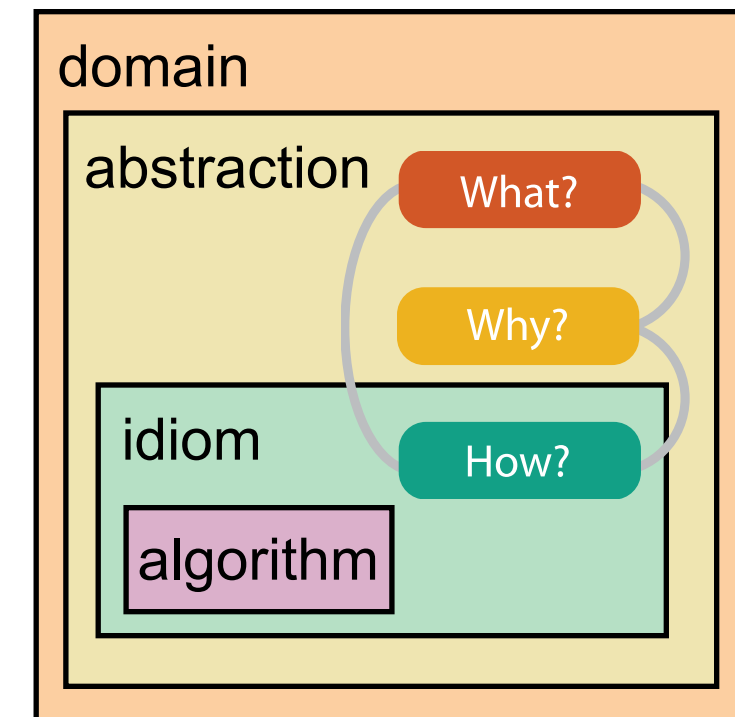 domain
abstraction
What?
Why?
idiom
How?
algorithm